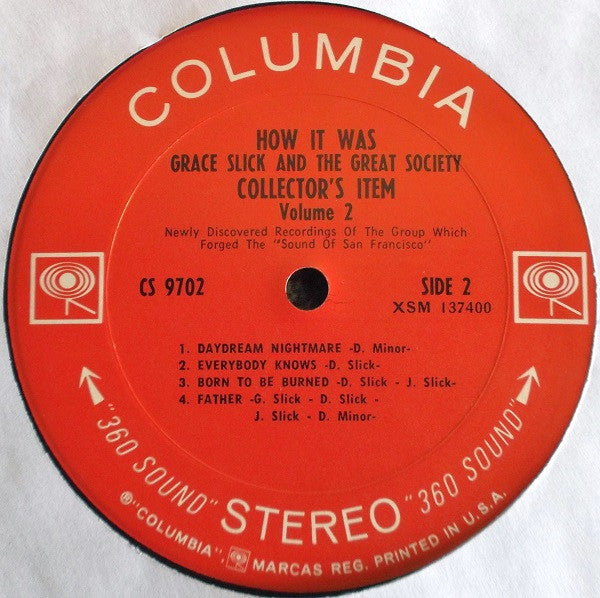 COLUMBIA
HOW IT WAS
GRACE SLICK AND THE GREAT SOCIETY
COLLECTOR'S ITEM
Volume 2
Newly Discovered Recordings Of The Group Which
Forged The "Sound Of San Francisco"
CS 9702
SIDE 2
XSM 137400
1. DAYDREAM NIGHTMARE -D. Minor-
2. EVERYBODY KNOWS -D. Slick-
3. BORN TO BE BURNED -D. Slick - J. Slick-
4. FATHER -G. Slick - D. Slick -
J. Slick - D. Minor-
"360 SOUND" STEREO "360 SOUND"
®"COLUMBIA", MARCAS REG. PRINTED IN U.S.A.